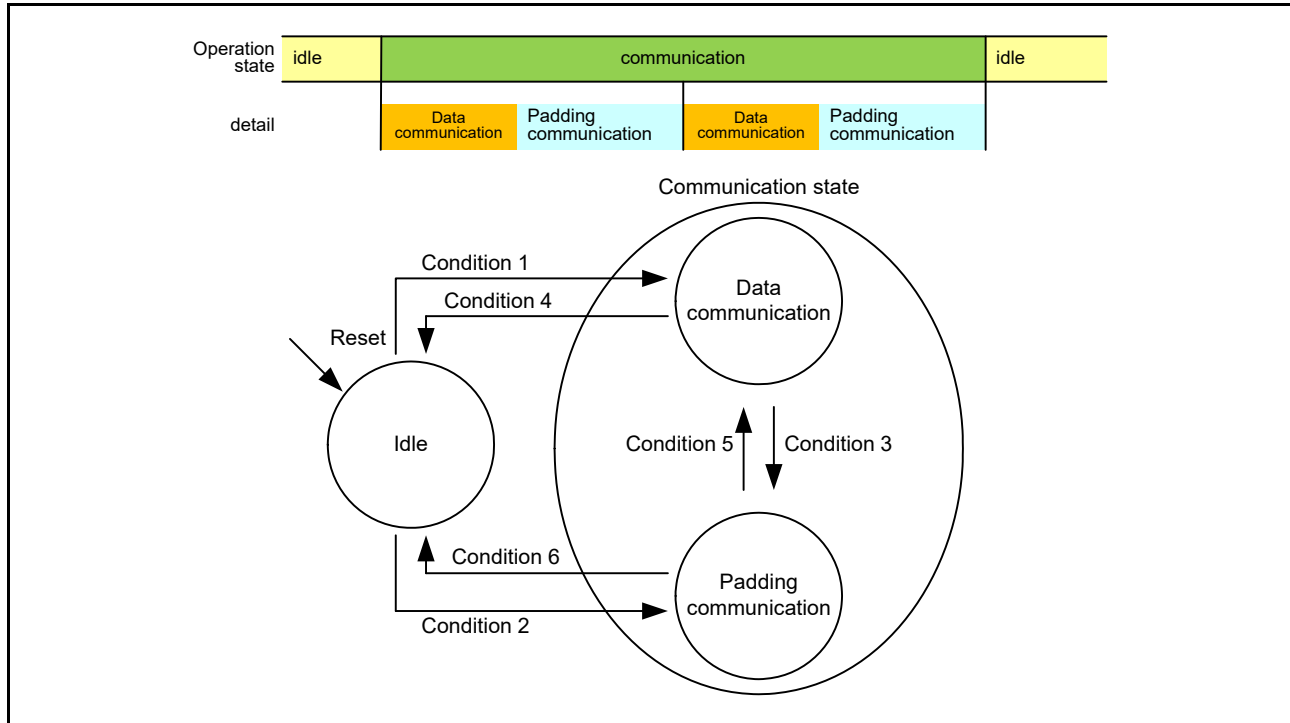 Operation
state
idle
communication
idle
detail
Data
communication
Padding
communication
Data
communication
Padding
communication
Communication state
Condition 1
Data
communication
Condition 4
Reset
Idle
Condition 5
Condition 3
Condition 6
Padding
communication
Condition 2